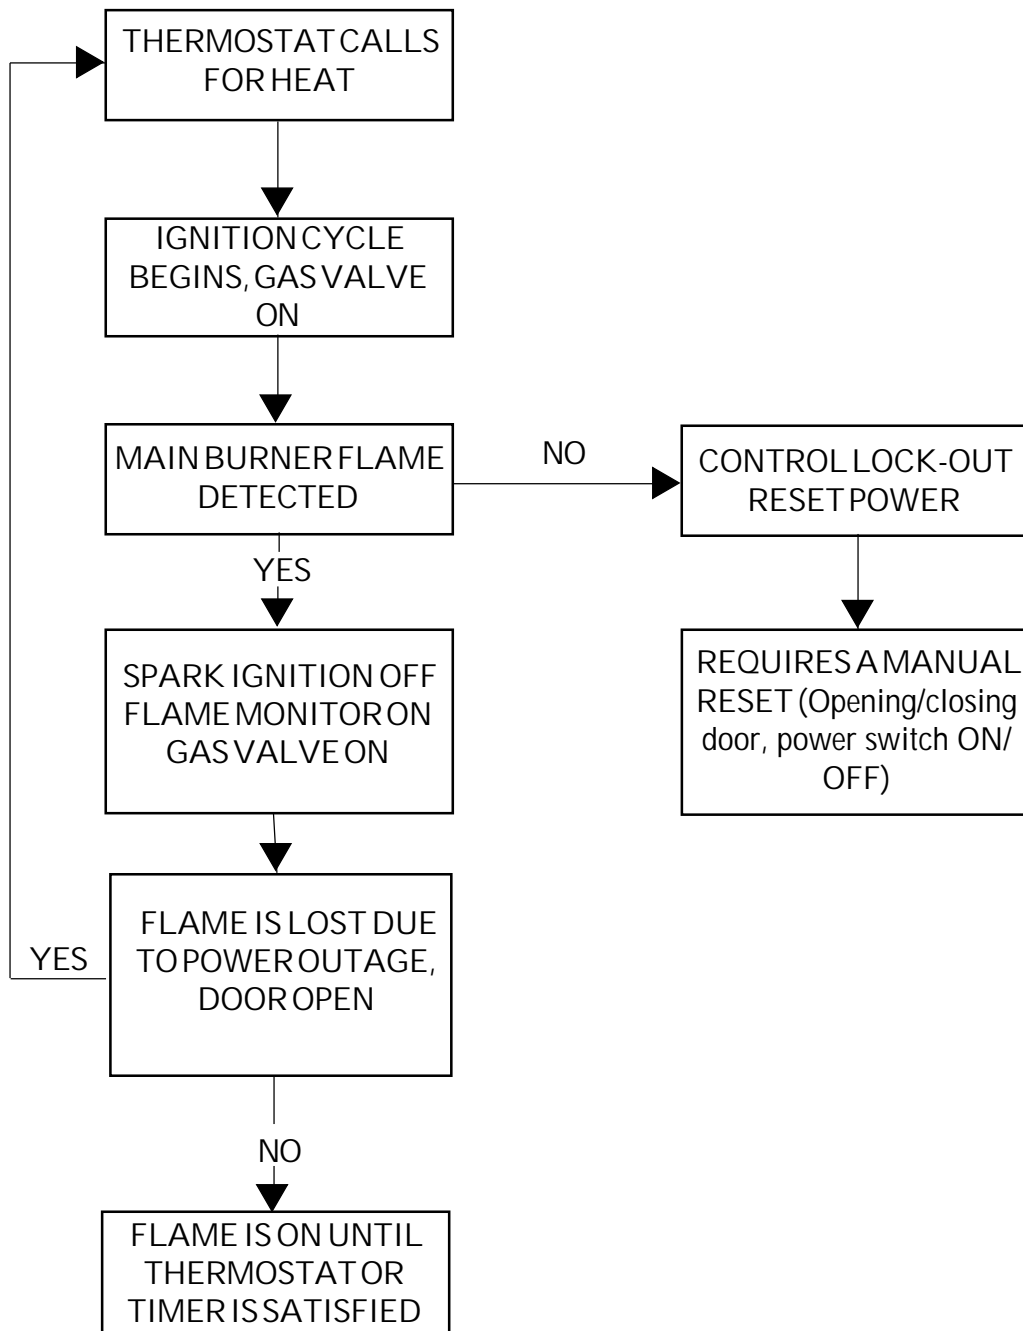 THERMOSTAT CALLS
FOR HEAT
IGNITION CYCLE
BEGINS, GAS VALVE
ON
MAIN BURNER FLAME
DETECTED
NO
CONTROL LOCK-OUT
RESET POWER
YES
SPARK IGNITION OFF
FLAME MONITOR ON
GAS VALVE ON
REQUIRES A MANUAL
RESET (Opening/closing
door, power switch ON/
OFF)
FLAME IS LOST DUE
TO POWER OUTAGE,
DOOR OPEN
YES
NO
FLAME IS ON UNTIL
THERMOSTAT OR
TIMER IS SATISFIED